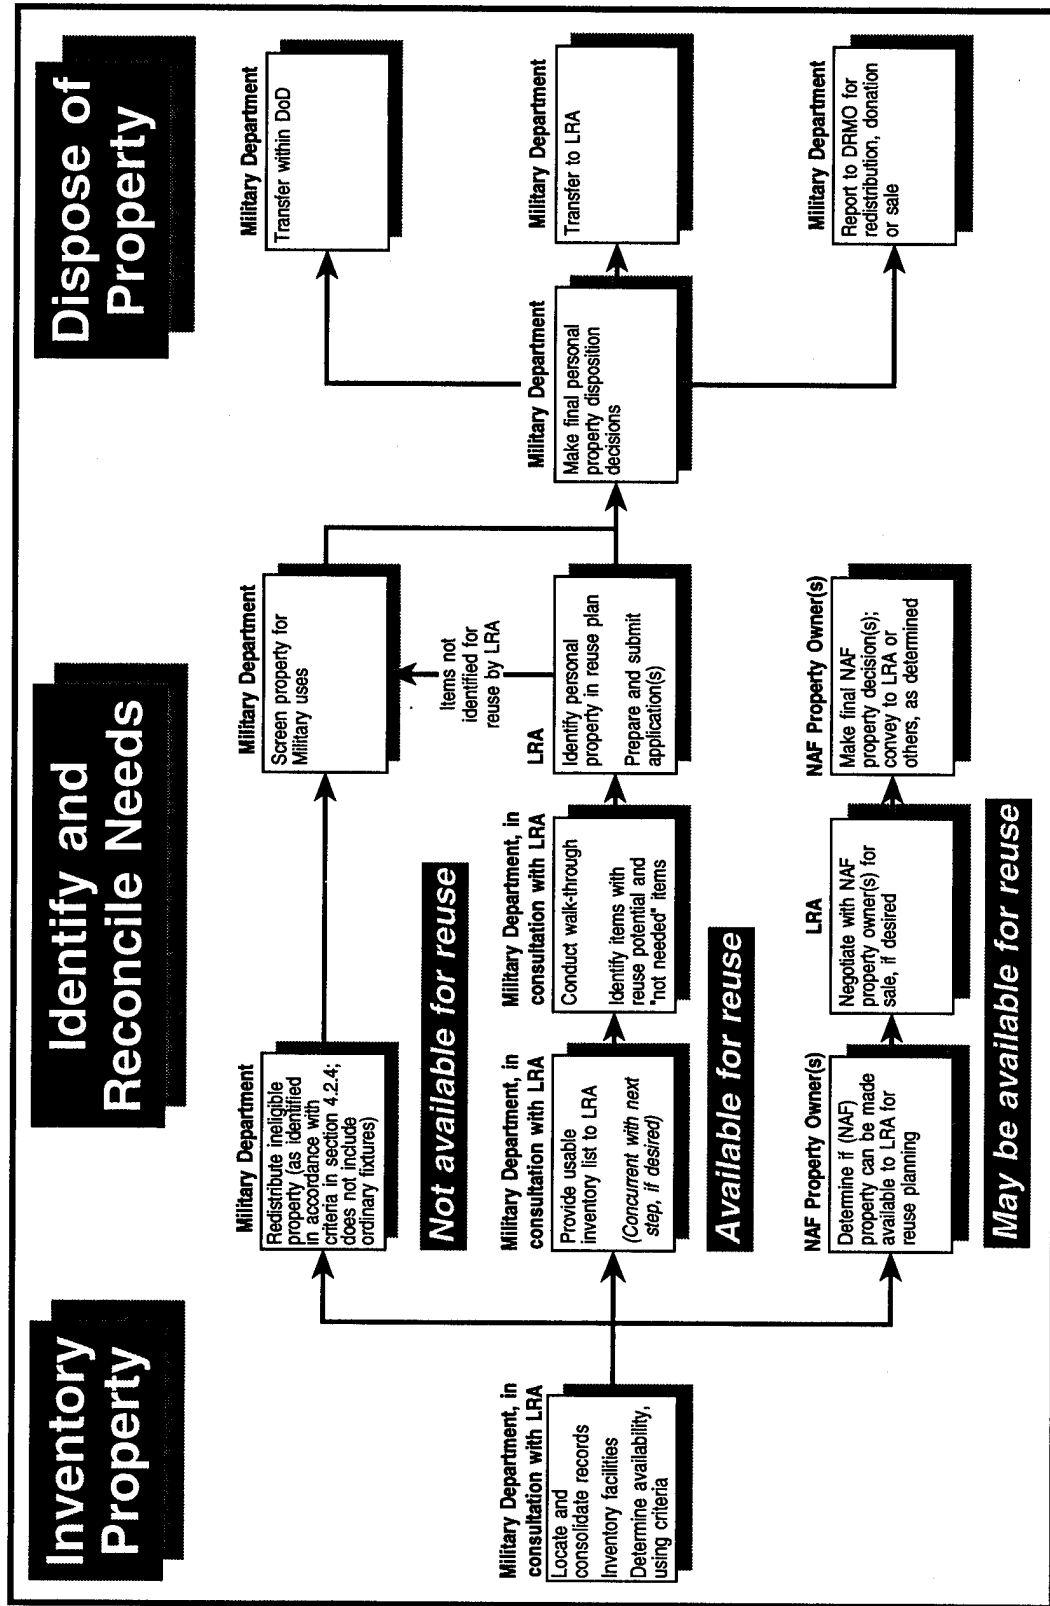 Inventory
Property
Identify and
Reconcile Needs
Dispose of
Property
Military Department, in
consultation with LRA
Locate and
consolidate records
Inventory facilities
Determine availability,
using criteria
Military Department
Redistribute ineligible
property (as identified
in accordance with
criteria in section 4.2.4;
does not include
ordinary fixtures)
Not available for reuse
Military Department
Screen property for
Military uses
Items not
identified for
reuse by LRA
Military Department, in
consultation with LRA
Provide usable
inventory list to LRA
(Concurrent with next
step, if desired)
Military Department, in
consultation with LRA
Conduct walk-through
Identify items with
reuse potential and
"not needed" items
LRA
Identify personal
property in reuse plan
Prepare and submit
application(s)
Available for reuse
NAF Property Owner(s)
Determine if (NAF)
property can be made
available to LRA for
reuse planning
LRA
Negotiate with NAF
property owner(s) for
sale, if desired
NAF Property Owner(s)
Make final NAF
property decision(s);
convey to LRA or
others, as determined
May be available for reuse
Military Department
Make final personal
property disposition
decisions
Military Department
Transfer within DoD
Military Department
Transfer to LRA
Military Department
Report to DRMO for
redistribution, donation
or sale